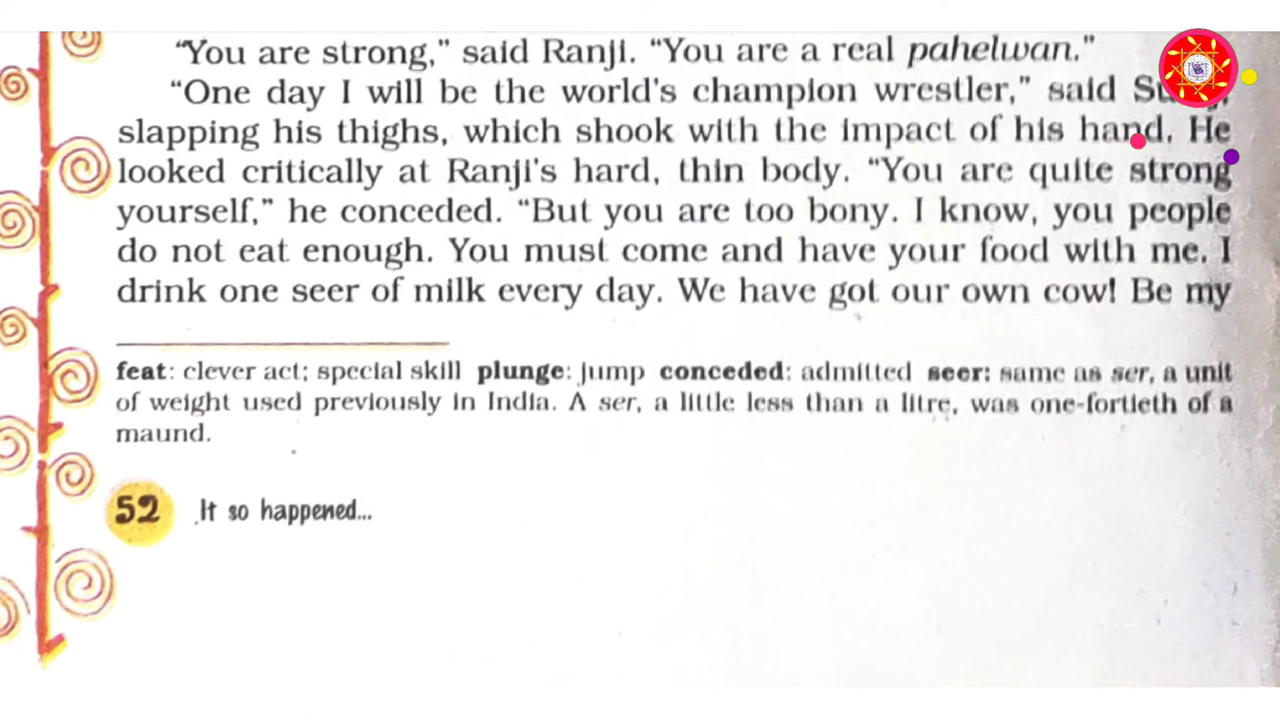 “You are strong,” said Ranji. “You are a real pahelwan.”
“One day I will be the world's champion wrestler,” said
slapping his thighs, which shook with the impact of his hand. He
looked critically at Ranji's hard, thin body. “You are quite strong
yourself,” he conceded. “But you are too bony. I know, you people
do not eat enough. You must come and have your food with me. I
drink one seer of milk every day. We have got our own cow! Be my
feat: clever act; special skill plunge: jump conceded: admitted seer: same as ser, a unit
of weight used previously in India. A ser, a little less than a litre, was one-fortieth of a
maund.
52 It so happened...